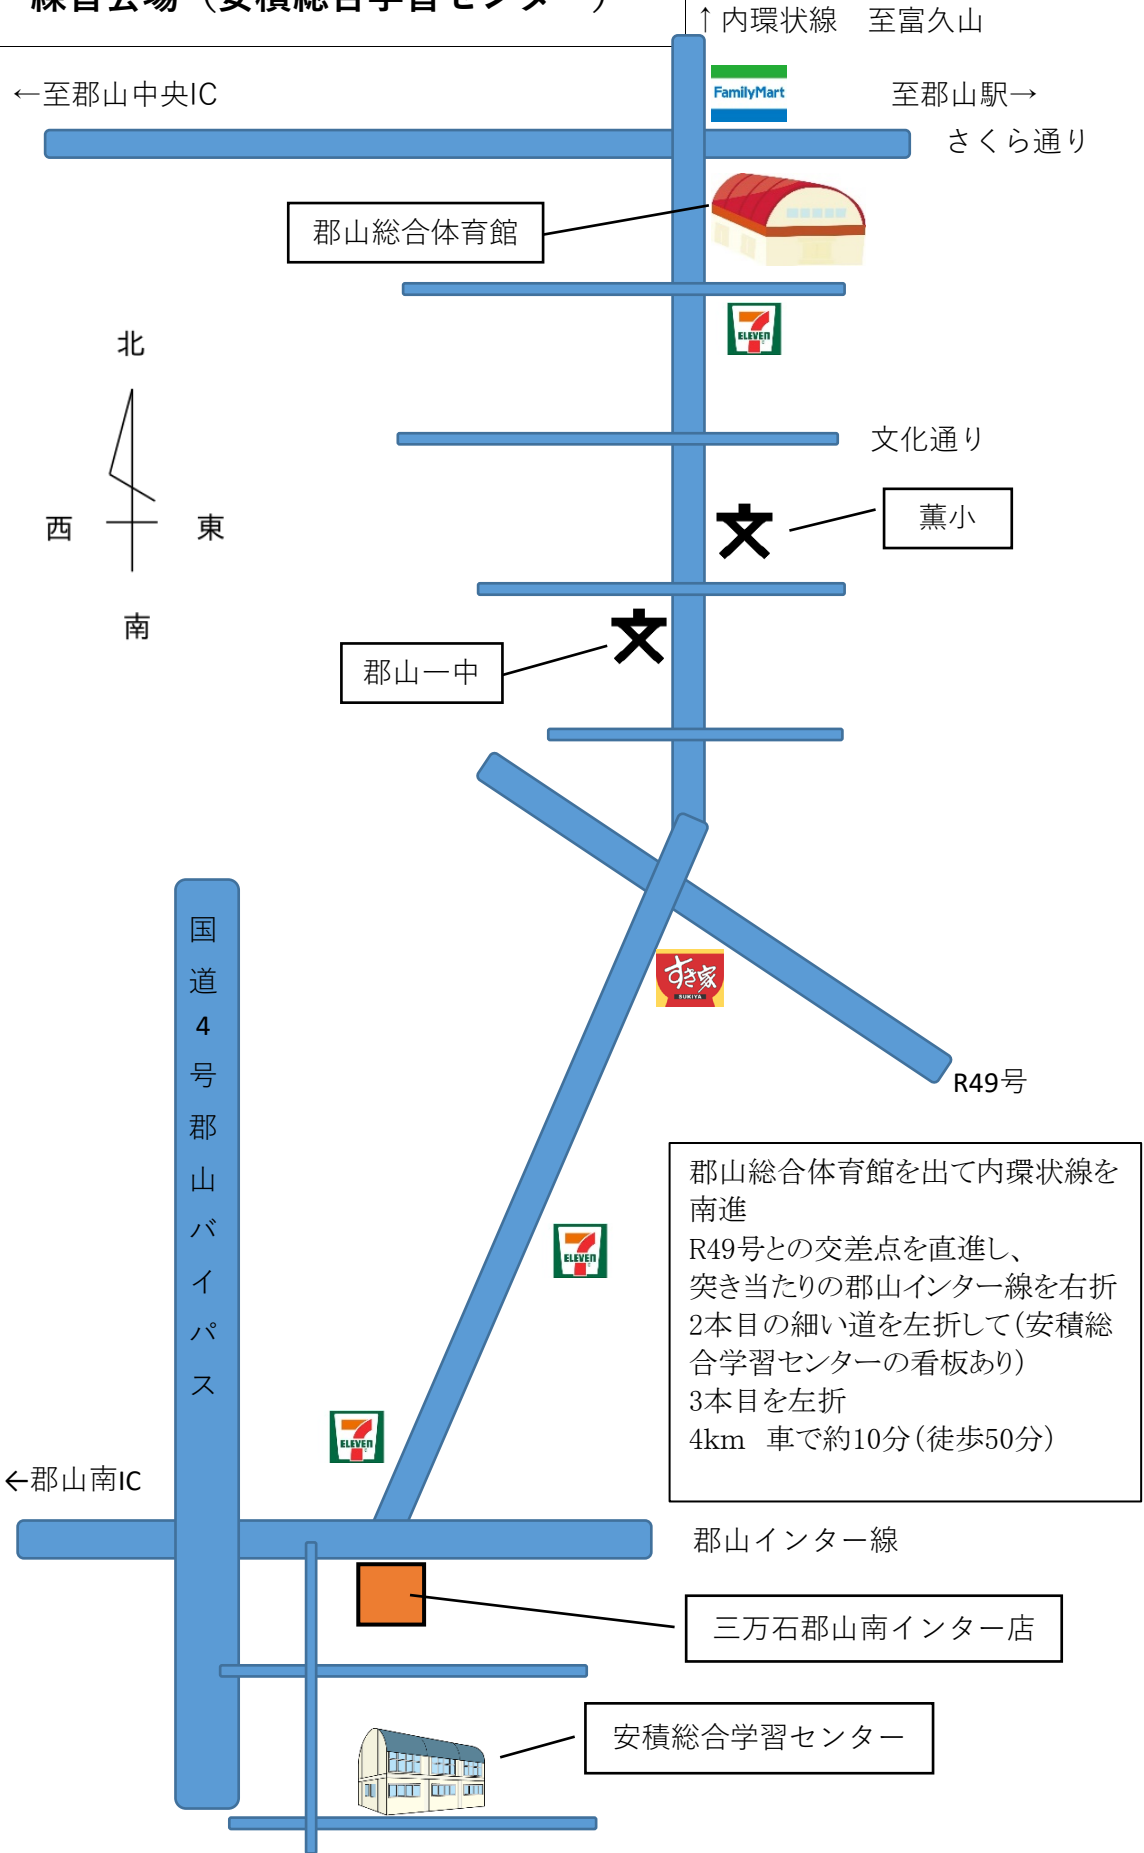 練習会場（安積総合学習センター）
↑内環状線　至富久山
←至郡山中央IC
FamilyMart
至郡山駅→
さくら通り
郡山総合体育館
7
ELEVEn
北
西
東
南
文化通り
薫小
郡山一中
国道4号郡山バイパス
すき家
SUKIYA
R49号
郡山総合体育館を出て内環状線を
南進
R49号との交差点を直進し、
突き当たりの郡山インター線を右折
2本目の細い道を左折して（安積総
合学習センターの看板あり）
3本目を左折
4km　車で約10分（徒歩50分）
7
ELEVEn
7
ELEVEn
←郡山南IC
郡山インター線
三万石郡山南インター店
安積総合学習センター